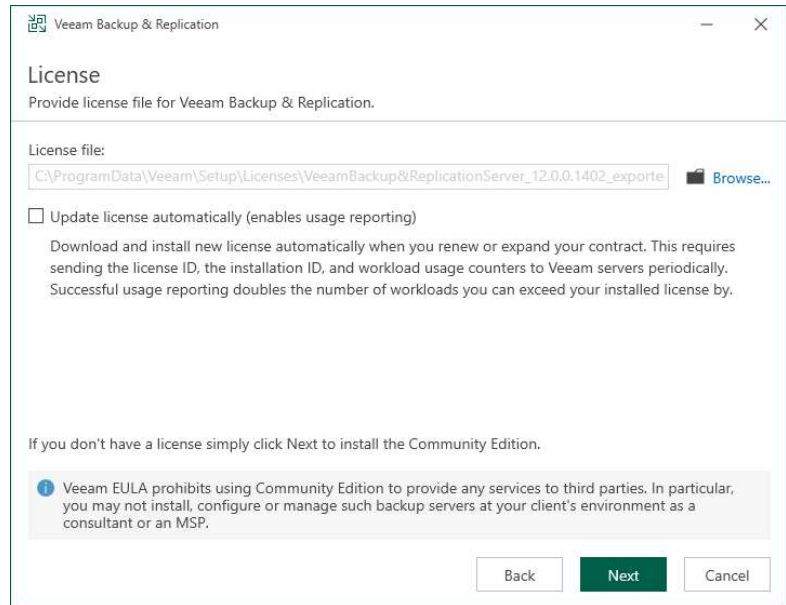 Veeam Backup & Replication
License
Provide license file for Veeam Backup & Replication.
License file:
C:\ProgramData\Veeam\Setup\Licenses\VeeamBackup&ReplicationServer_12.0.0.1402_exporte
Browse...
Update license automatically (enables usage reporting)
Download and install new license automatically when you renew or expand your contract. This requires
sending the license ID, the installation ID, and workload usage counters to Veeam servers periodically.
Successful usage reporting doubles the number of workloads you can exceed your installed license by.
If you don't have a license simply click Next to install the Community Edition.
Veeam EULA prohibits using Community Edition to provide any services to third parties. In particular,
you may not install, configure or manage such backup servers at your client's environment as a
consultant or an MSP.
Back
Next
Cancel